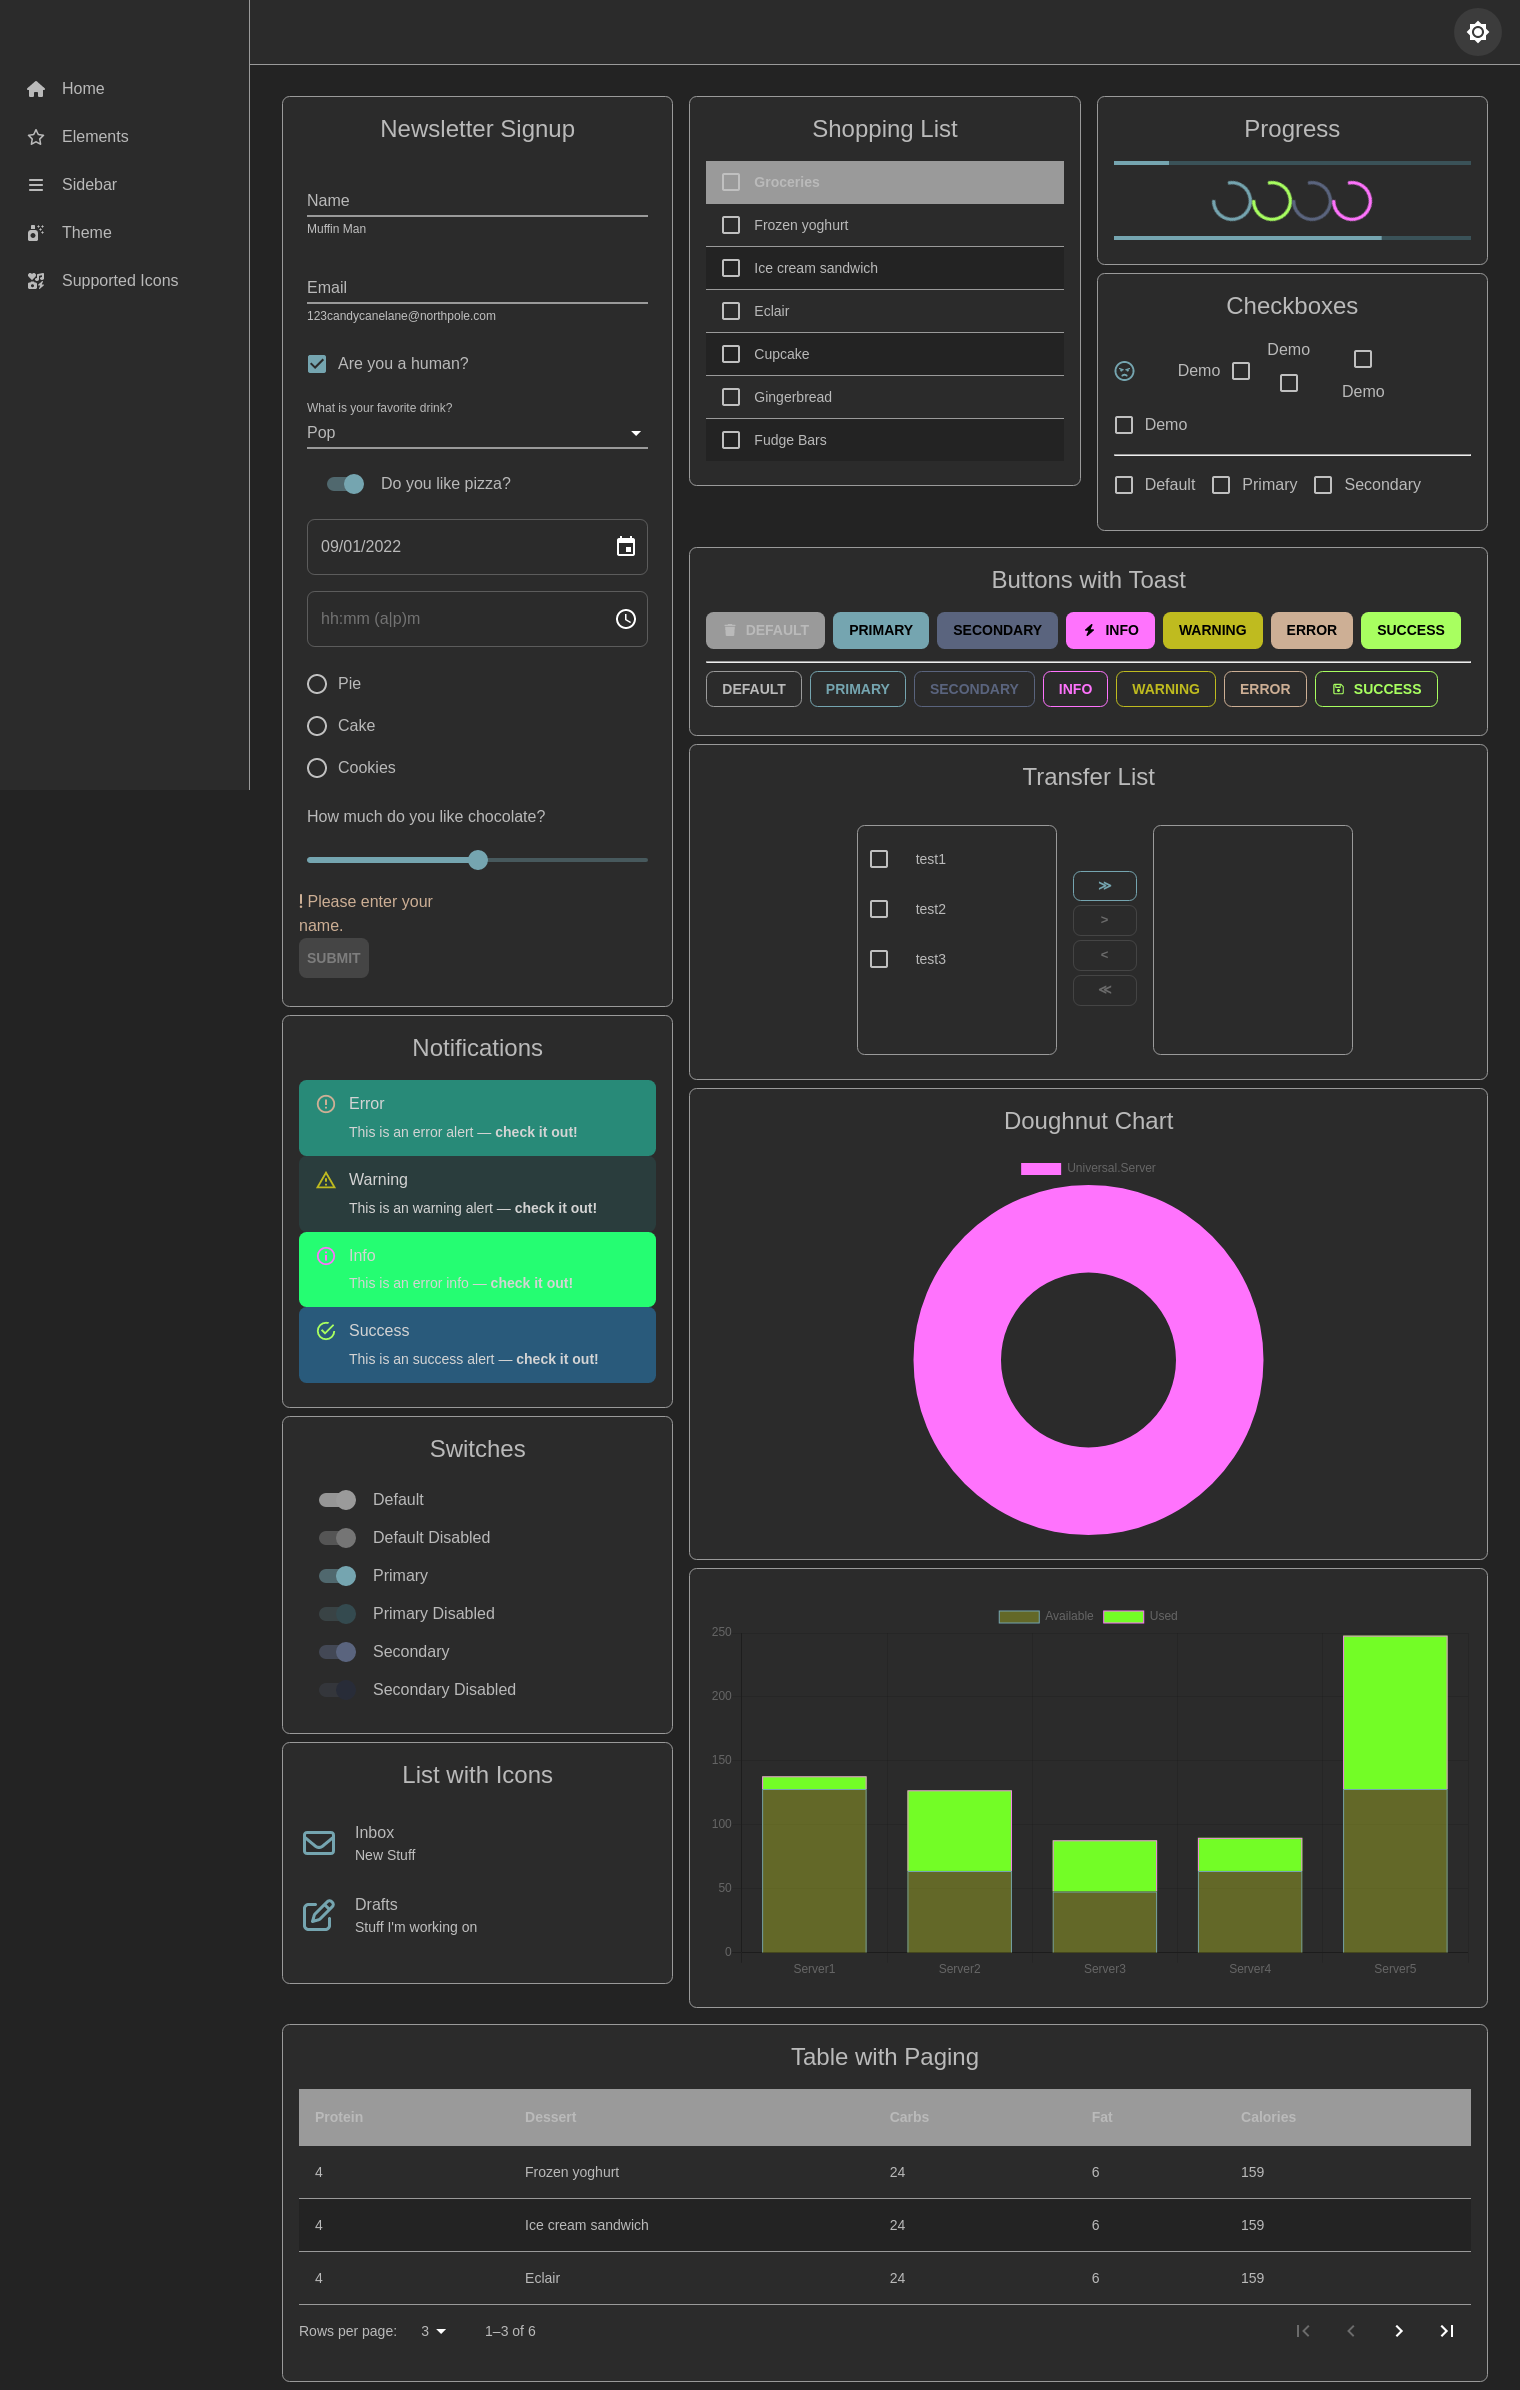 Home
Elements
Sidebar
Theme
Supported Icons
Newsletter Signup
Name
Muffin Man
Email
123candycanelane@northpole.com
Are you a human?
What is your favorite drink?
Pop
Do you like pizza?
09/01/2022
hh:mm (a|p)m
Pie
Cake
Cookies
How much do you like chocolate?
! Please enter your
name.
SUBMIT
Notifications
Error
This is an error alert — check it out!
Warning
This is an warning alert — check it out!
Info
This is an error info — check it out!
Success
This is an success alert — check it out!
Switches
Default
Default Disabled
Primary
Primary Disabled
Secondary
Secondary Disabled
List with Icons
Inbox
New Stuff
Drafts
Stuff I'm working on
Shopping List
Groceries
Frozen yoghurt
Ice cream sandwich
Eclair
Cupcake
Gingerbread
Fudge Bars
Progress
Checkboxes
Demo
Demo
Demo
Demo
Default Primary Secondary
Buttons with Toast
DEFAULT PRIMARY SECONDARY INFO WARNING ERROR SUCCESS
DEFAULT PRIMARY SECONDARY INFO WARNING ERROR SUCCESS
Transfer List
test1
test2
test3
≫
>
<
≪
Doughnut Chart
Universal.Server
Available Used
250
200
150
100
50
0
Server1 Server2 Server3 Server4 Server5
Table with Paging
Protein Dessert Carbs Fat Calories
4 Frozen yoghurt 24 6 159
4 Ice cream sandwich 24 6 159
4 Eclair 24 6 159
Rows per page: 3 1–3 of 6